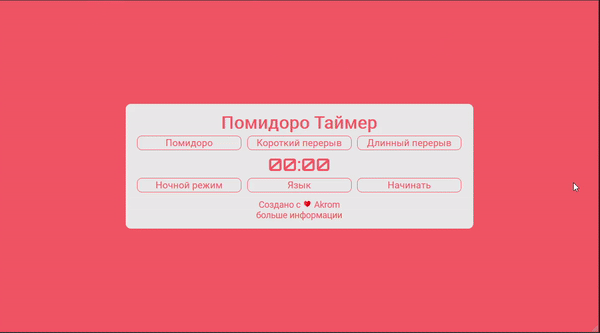 Помидоро Таймер
Помидоро Короткий перерыв Длинный перерыв
00:00
Ночной режим Язык Начинать
Создано с ♥ Akrom
больше информации